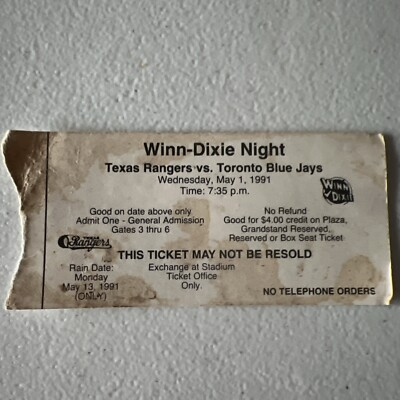 Winn-Dixie Night
Texas Rangers vs. Toronto Blue Jays
Wednesday, May 1, 1991
Time: 7:35 p.m.
WINN DIXIE
Good on date above only
Admit One - General Admission
Gates 3 thru 6
No Refund
Good for $4.00 credit on Plaza,
Grandstand Reserved,
Reserved or Box Seat Ticket
TEXAS
Rangers
THIS TICKET MAY NOT BE RESOLD
Rain Date:
Monday
May 13, 1991
(ONLY)
Exchange at Stadium
Ticket Office
Only
NO TELEPHONE ORDERS